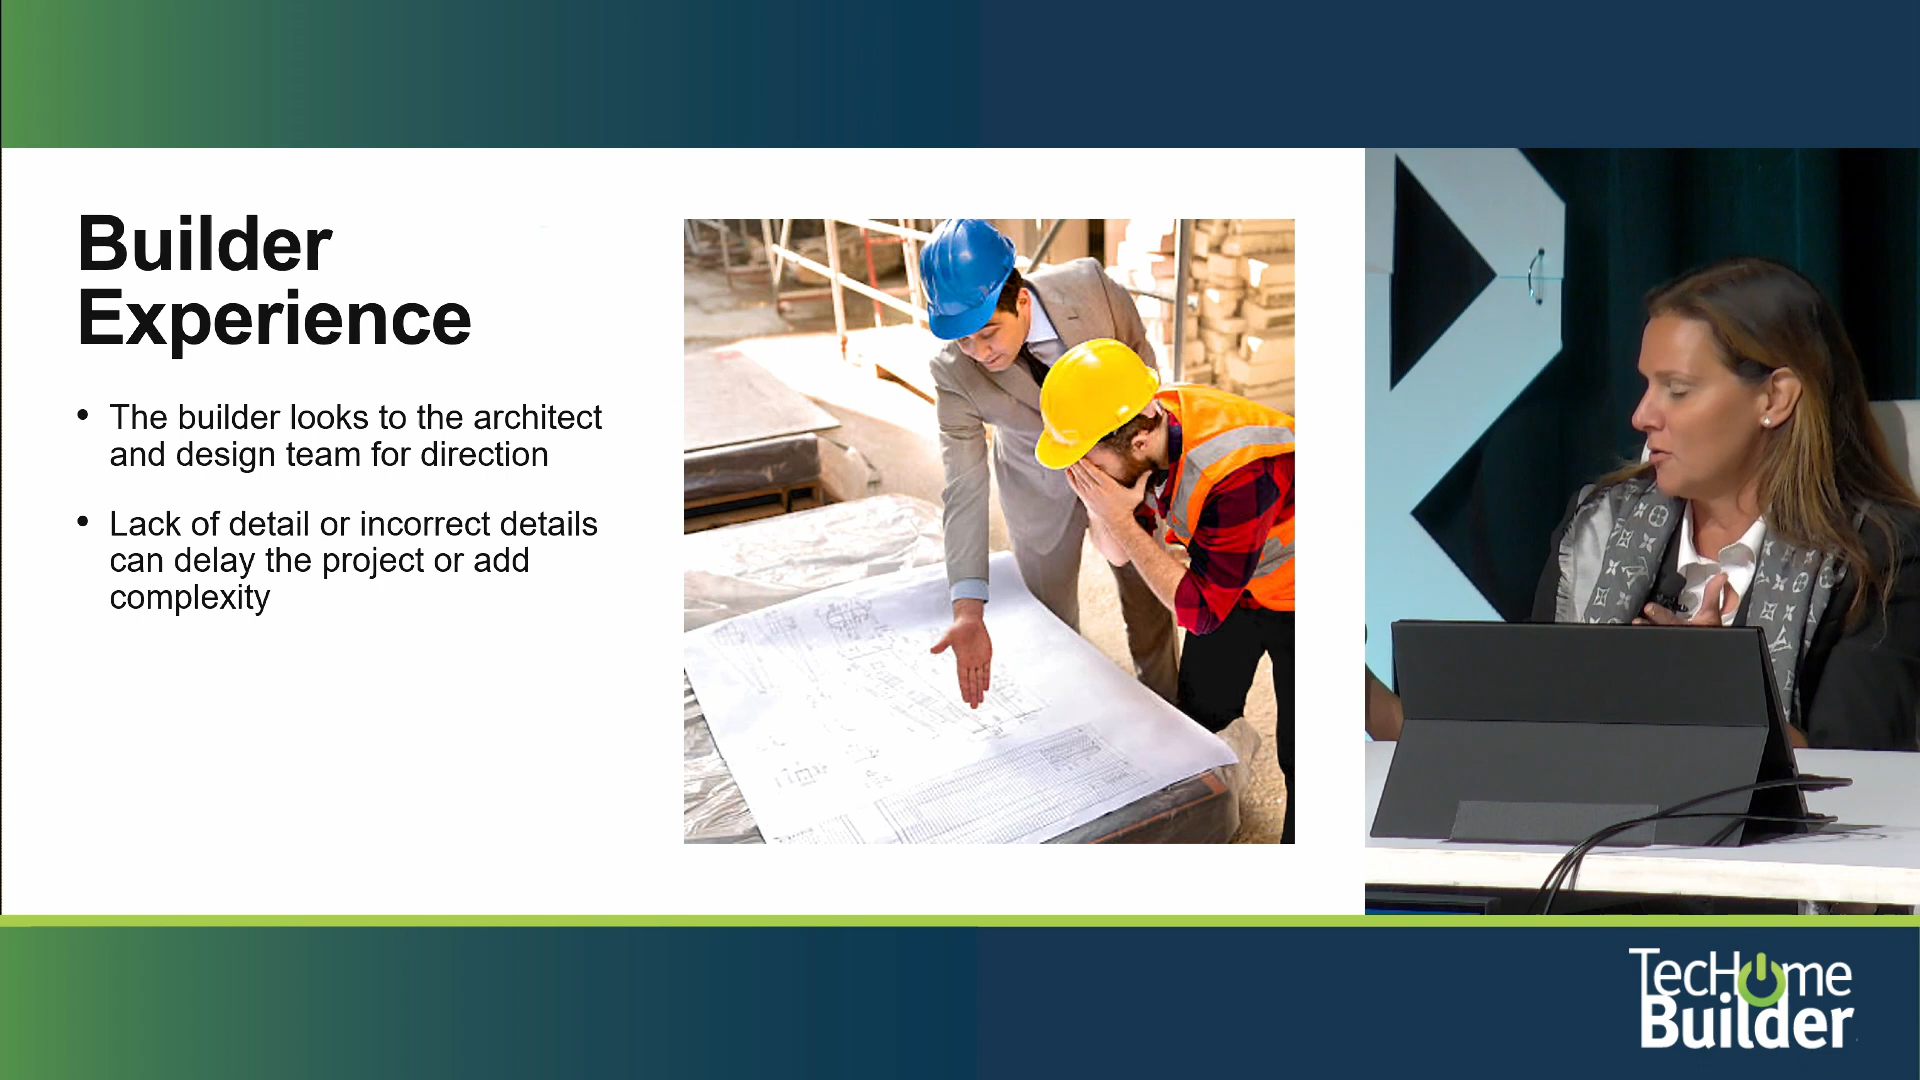 Builder
Experience
• The builder looks to the architect
and design team for direction
• Lack of detail or incorrect details
can delay the project or add
complexity
TecHome
Builder